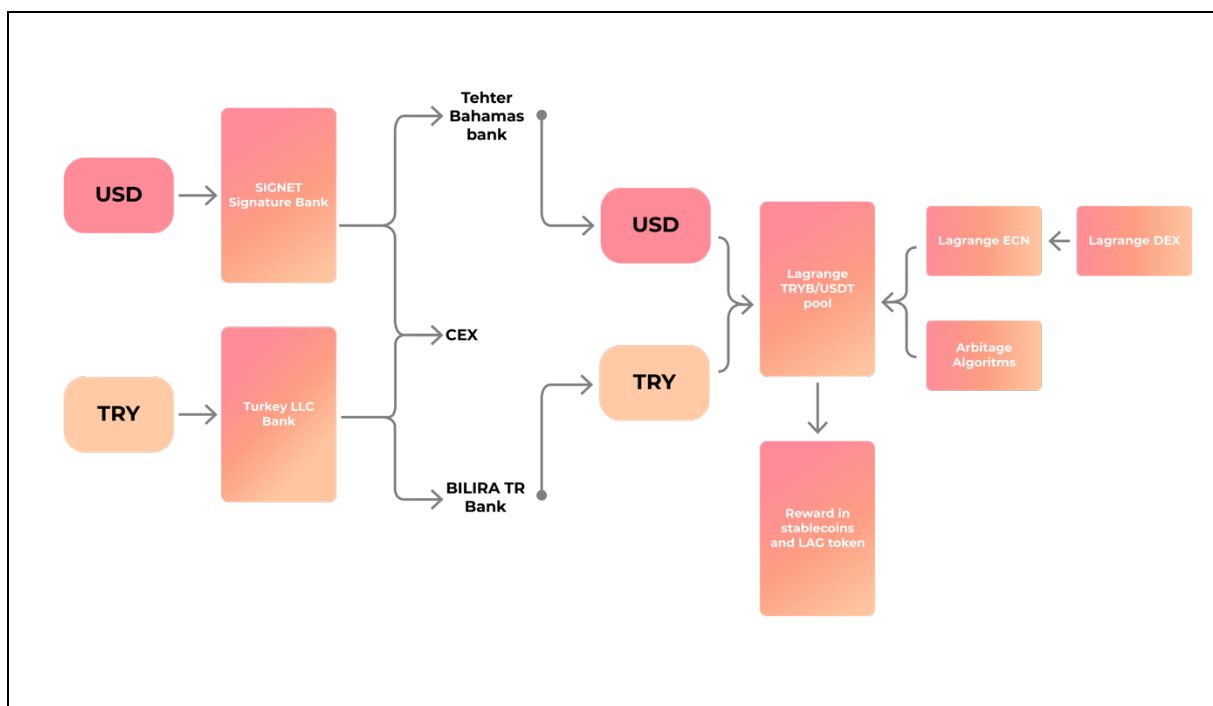 USD
SIGNET
Signature Bank
TRY
Turkey LLC
Bank
Tehter
Bahamas
bank
CEX
BILIRA TR
Bank
USD
TRY
Lagrange
TRYB/USDT
pool
Lagrange ECN
Lagrange DEX
Arbitage
Algoritms
Reward in
stablecoins
and LAG token